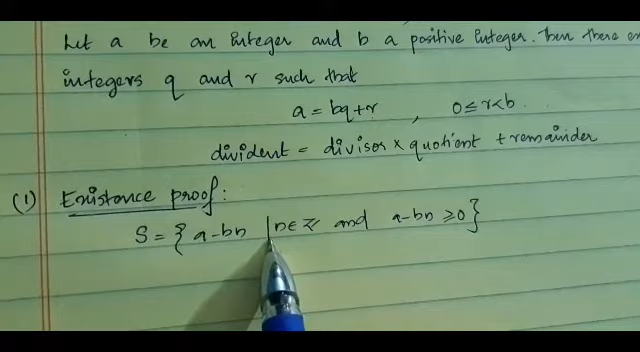 Let a be an integer and b a positive integer. Then there
integers q and r such that
a = bq+r , 0≤r<b.
divident = divisor × quotient + remainder
(1) Existance proof:
S = { a-bn | n∈ℤ and a-bn ≥0 }